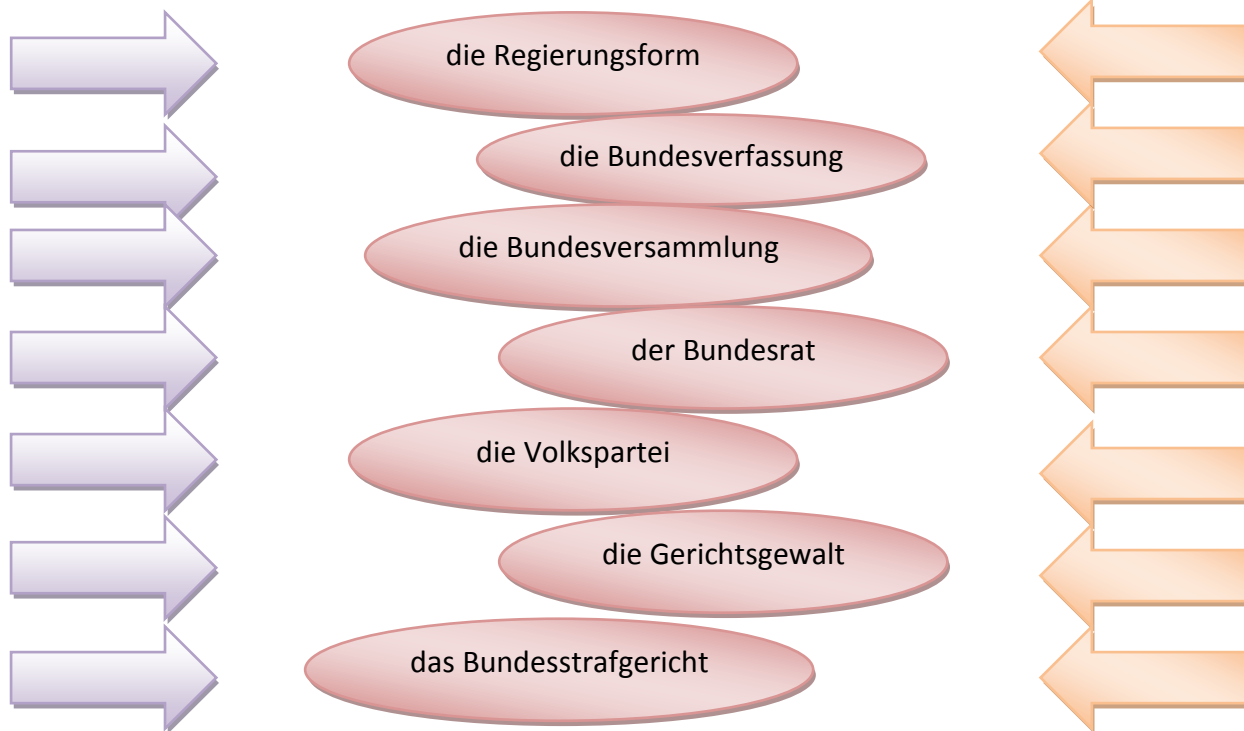 die Regierungsform
die Bundesverfassung
die Bundesversammlung
der Bundesrat
die Volkspartei
die Gerichtsgewalt
das Bundesstrafgericht